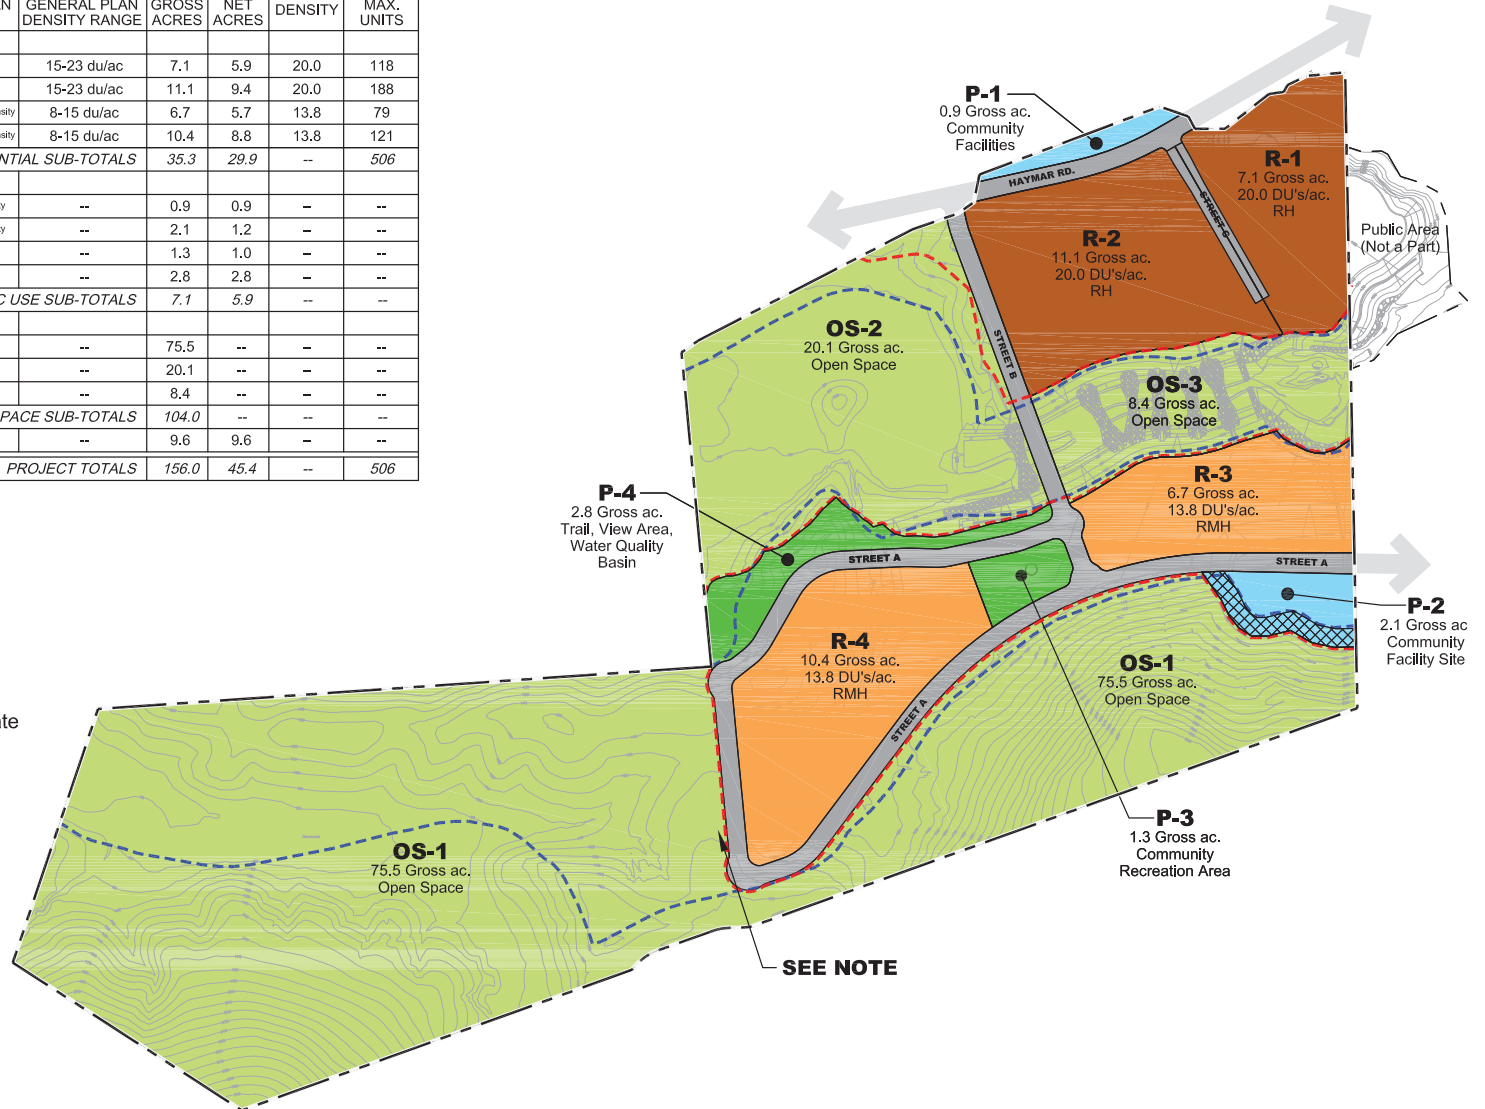 GENERAL PLAN GROSS NET DENSITY MAX.
DENSITY RANGE ACRES ACRES UNITS
15-23 du/ac 7.1 5.9 20.0 118
15-23 du/ac 11.1 9.4 20.0 188
8-15 du/ac 6.7 5.7 13.8 79
8-15 du/ac 10.4 8.8 13.8 121
SUB-TOTALS 35.3 29.9 -- 506
-- 0.9 0.9 – --
-- 2.1 1.2 – --
-- 1.3 1.0 – --
-- 2.8 2.8 – --
USE SUB-TOTALS 7.1 5.9 -- --
-- 75.5 -- – --
-- 20.1 -- – --
-- 8.4 -- – --
SUB-TOTALS 104.0 -- – --
-- 9.6 9.6 – --
PROJECT TOTALS 156.0 45.4 -- 506
P-1
0.9 Gross ac.
Community
Facilities
HAYMAR RD.
R-1
7.1 Gross ac.
20.0 DU's/ac.
RH
STREET C
Public Area
(Not a Part)
R-2
11.1 Gross ac.
20.0 DU's/ac.
RH
OS-2
20.1 Gross ac.
Open Space
STREET B
OS-3
8.4 Gross ac.
Open Space
R-3
6.7 Gross ac.
13.8 DU's/ac.
RMH
P-4
2.8 Gross ac.
Trail, View Area,
Water Quality
Basin
STREET A
STREET A
P-2
2.1 Gross ac
Community
Facility Site
R-4
10.4 Gross ac.
13.8 DU's/ac.
RMH
OS-1
75.5 Gross ac.
Open Space
STREET A
P-3
1.3 Gross ac.
Community
Recreation Area
OS-1
75.5 Gross ac.
Open Space
SEE NOTE